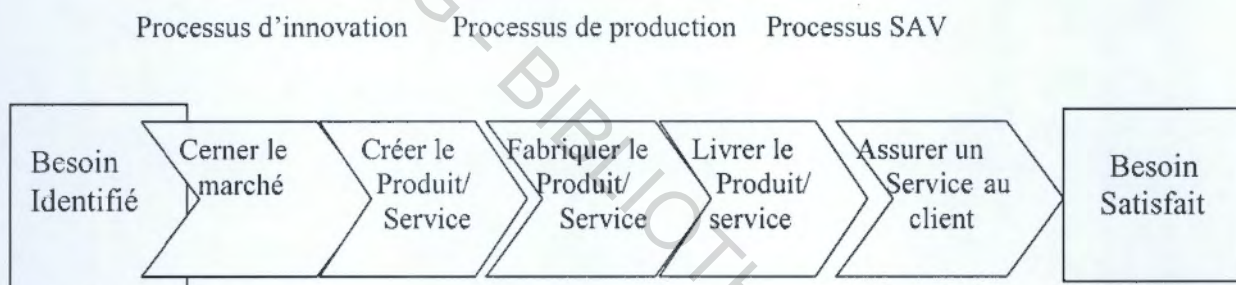 Processus d'innovation Processus de production Processus SAV
G - BIBLIOTH
Besoin
Identifié
Cerner le
marché
Créer le
Produit/
Service
Fabriquer le
Produit/
Service
Livrer le
Produit/
service
Assurer un
Service au
client
Besoin
Satisfait